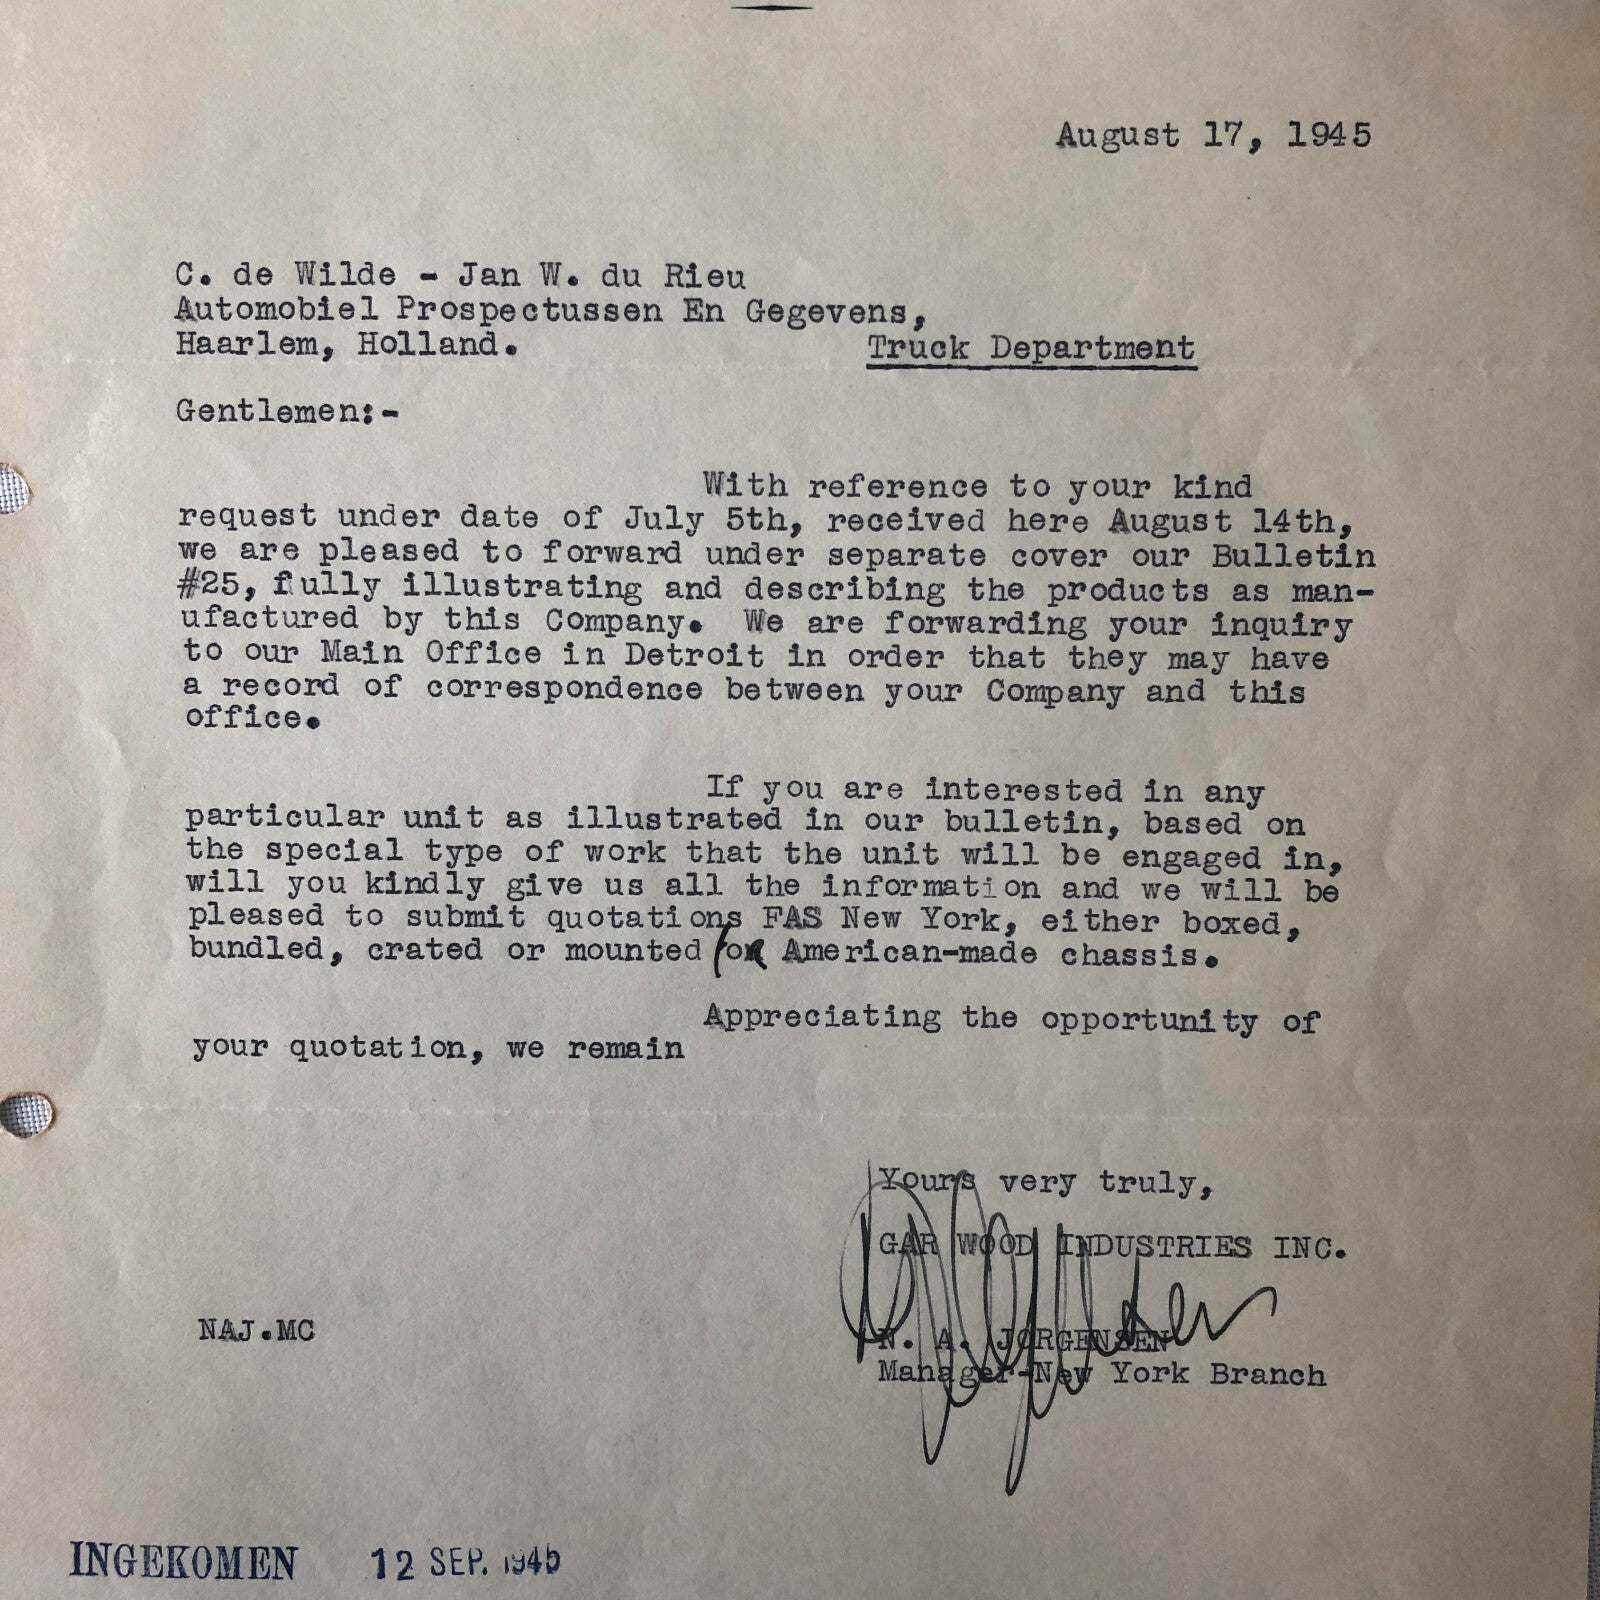 August 17, 1945
C. de Wilde - Jan W. du Rieu
Automobiel Prospectussen En Gegevens,
Haarlem, Holland.
Truck Department
Gentlemen:-
With reference to your kind
request under date of July 5th, received here August 14th,
we are pleased to forward under separate cover our Bulletin
#25, fully illustrating and describing the products as man-
ufactured by this Company. We are forwarding your inquiry
to our Main Office in Detroit in order that they may have
a record of correspondence between your Company and this
office.
If you are interested in any
particular unit as illustrated in our bulletin, based on
the special type of work that the unit will be engaged in,
will you kindly give us all the information and we will be
pleased to submit quotations FAS New York, either boxed,
bundled, crated or mounted on American-made chassis.
Appreciating the opportunity of
your quotation, we remain
Yours very truly,
GAR WOOD INDUSTRIES INC.
N. A. JORGENSEN
NAJ.MC
Manager-New York Branch
INGEKOMEN 12 SEP. 1945